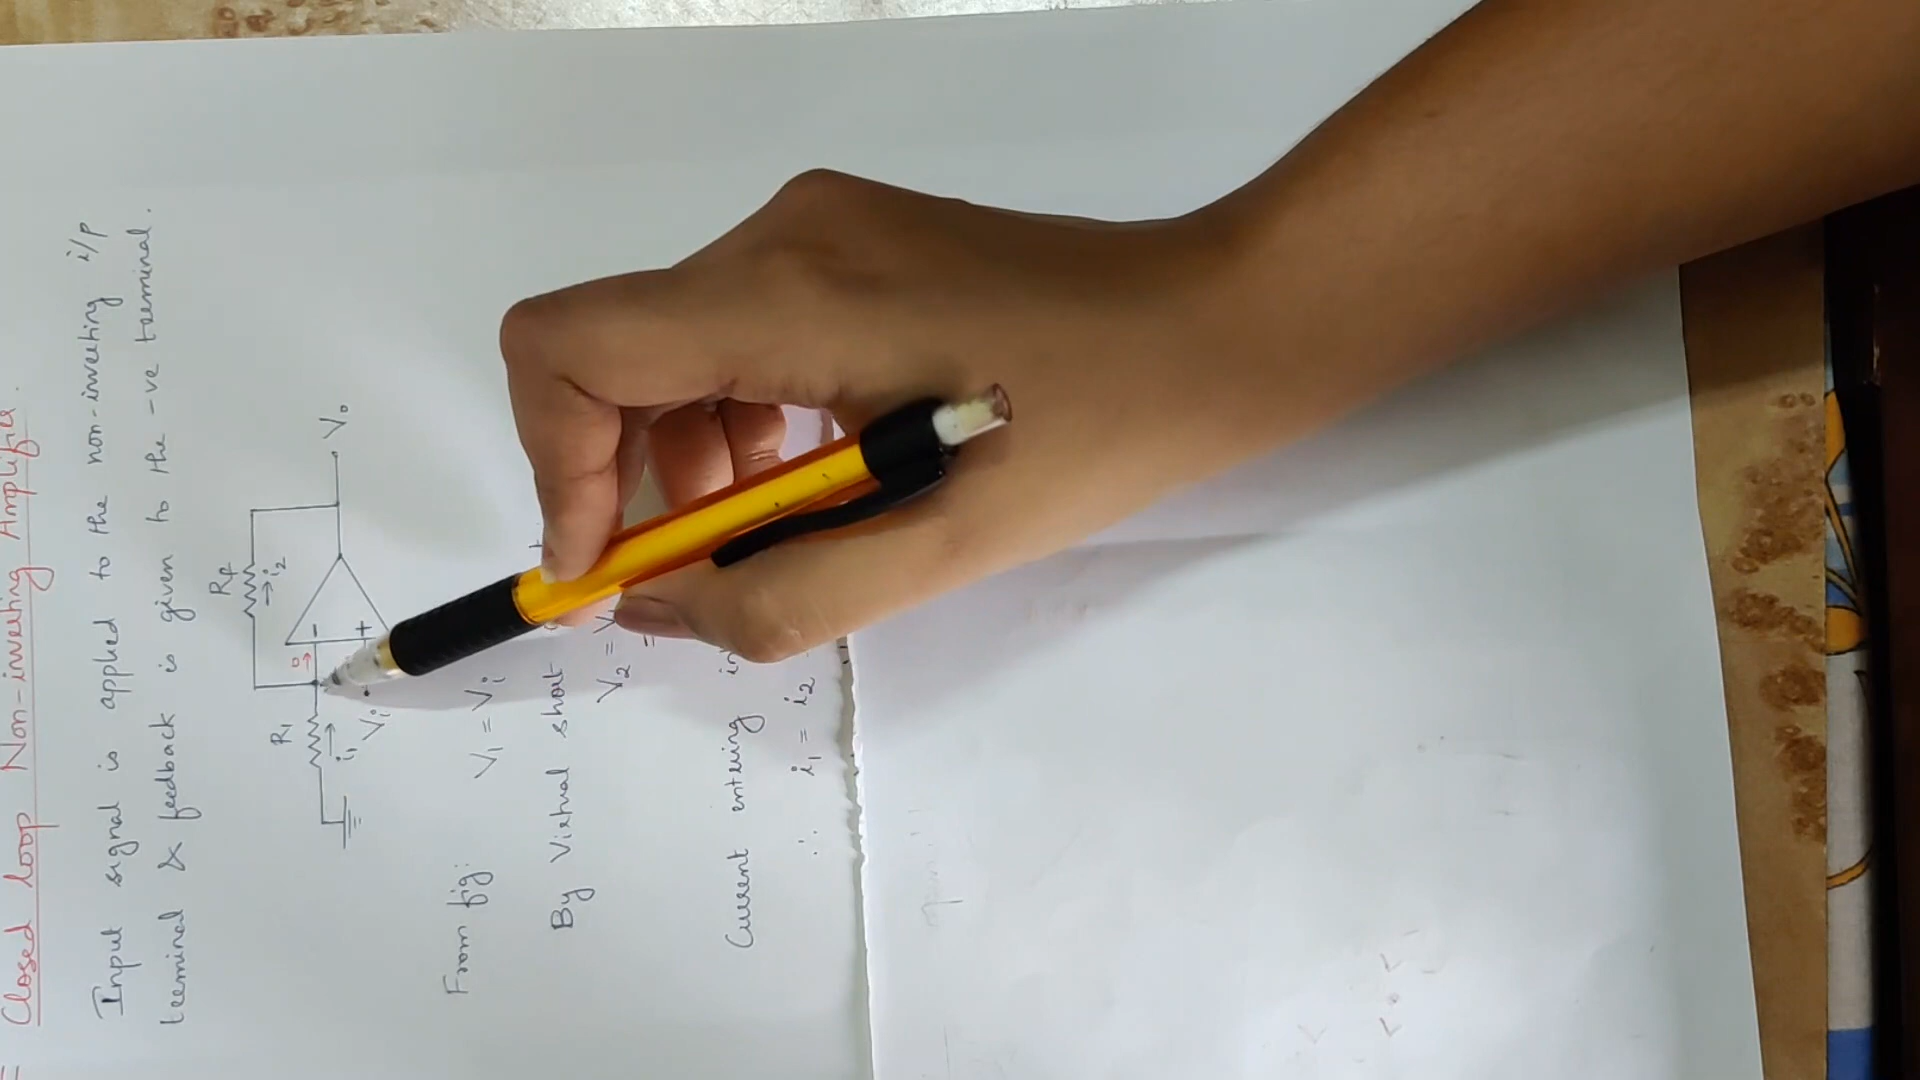 = Closed loop Non-inverting Amplifier.
Input signal is applied to the non-inverting i/p
terminal & feedback is given to the -ve terminal.
Rf
→ i2
R1
i1 →
0 →
-
+
Vi
Vo
From fig: V1 = Vi
By Virtual short
V2 = V
=
Current entering
∴ i1 = i2